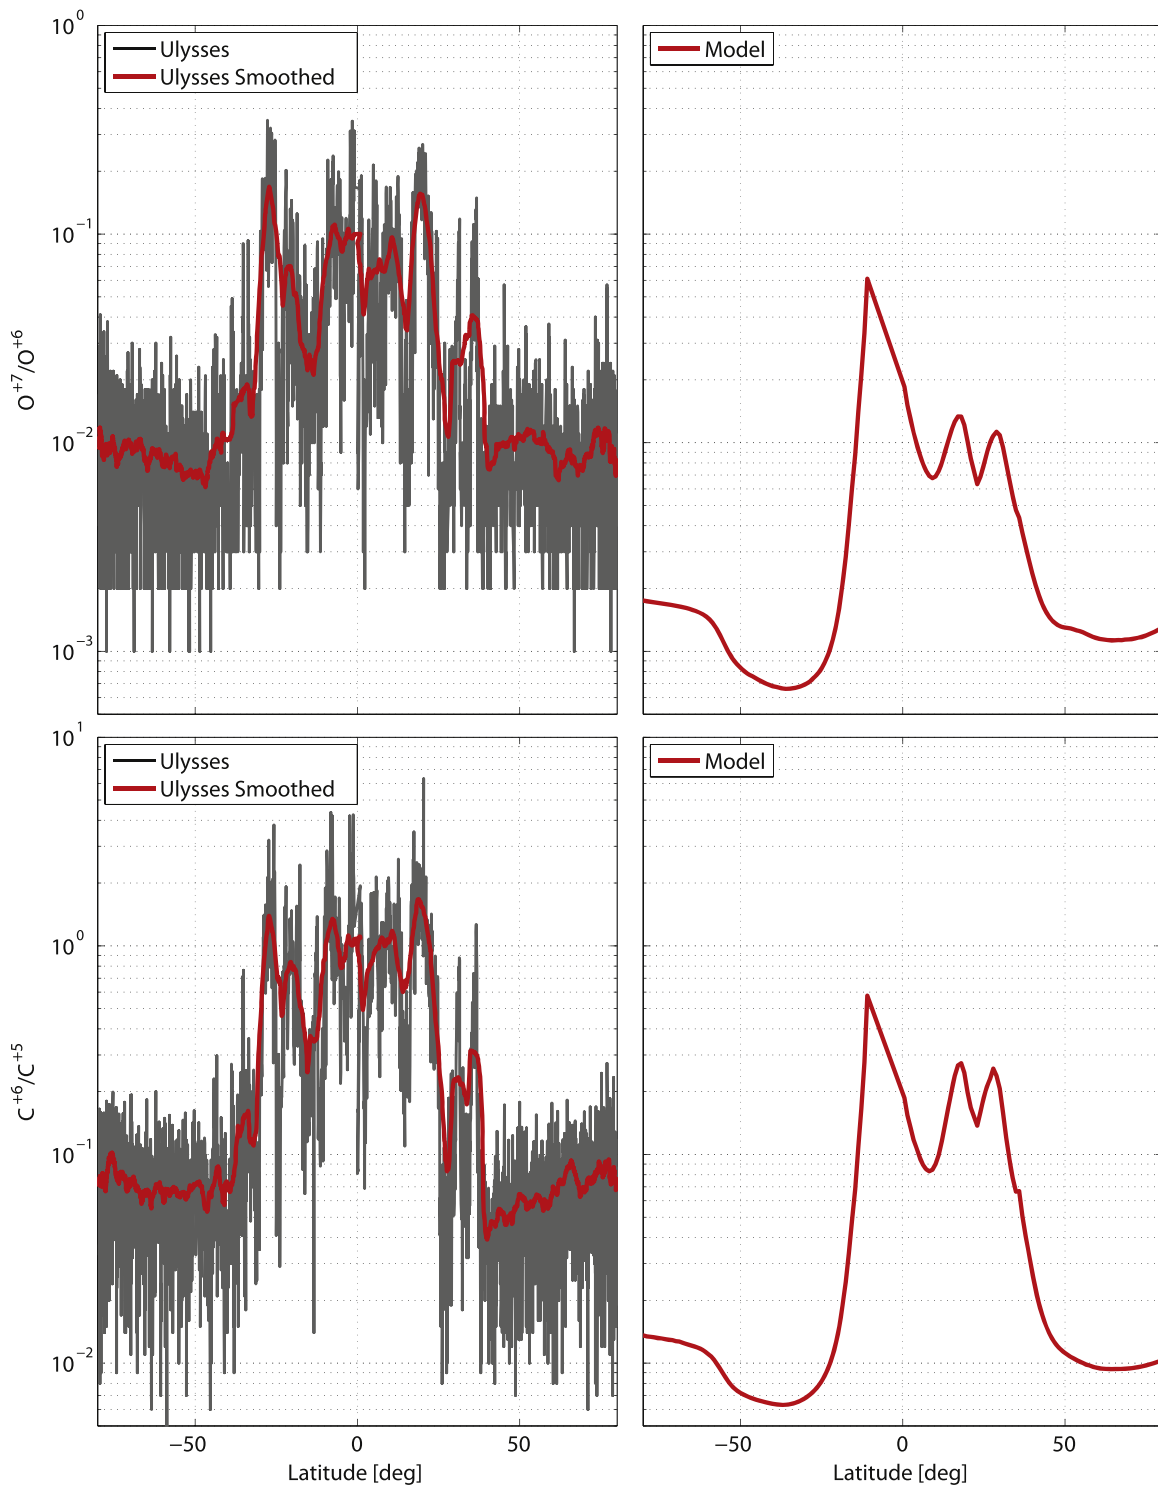 10^0
Ulysses
Ulysses Smoothed
Model
10^−1
O^+7/O^+6
10^−2
10^−3
10^1
Ulysses
Ulysses Smoothed
Model
10^0
C^+6/C^+5
10^−1
10^−2
−50 0 50 −50 0 50
Latitude [deg] Latitude [deg]